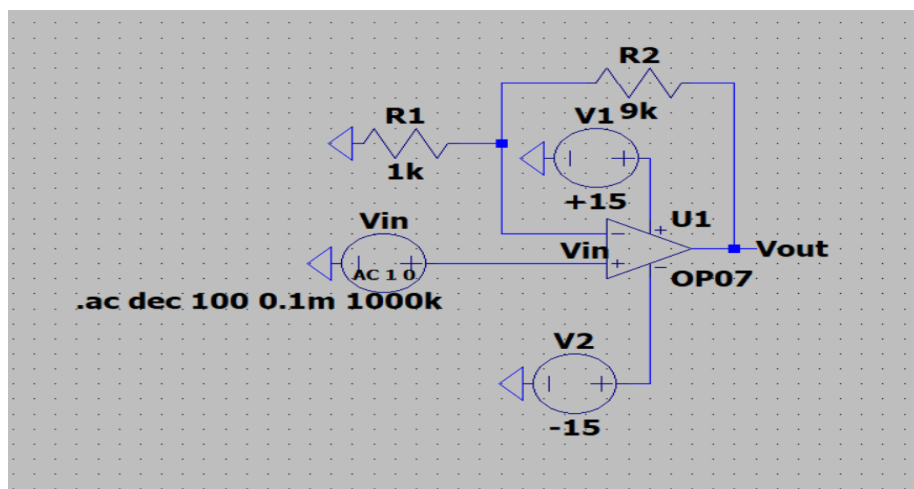 R2
9k
R1
1k
V1
+15
U1
Vin
AC 1 0
Vin
Vout
OP07
.ac dec 100 0.1m 1000k
V2
-15